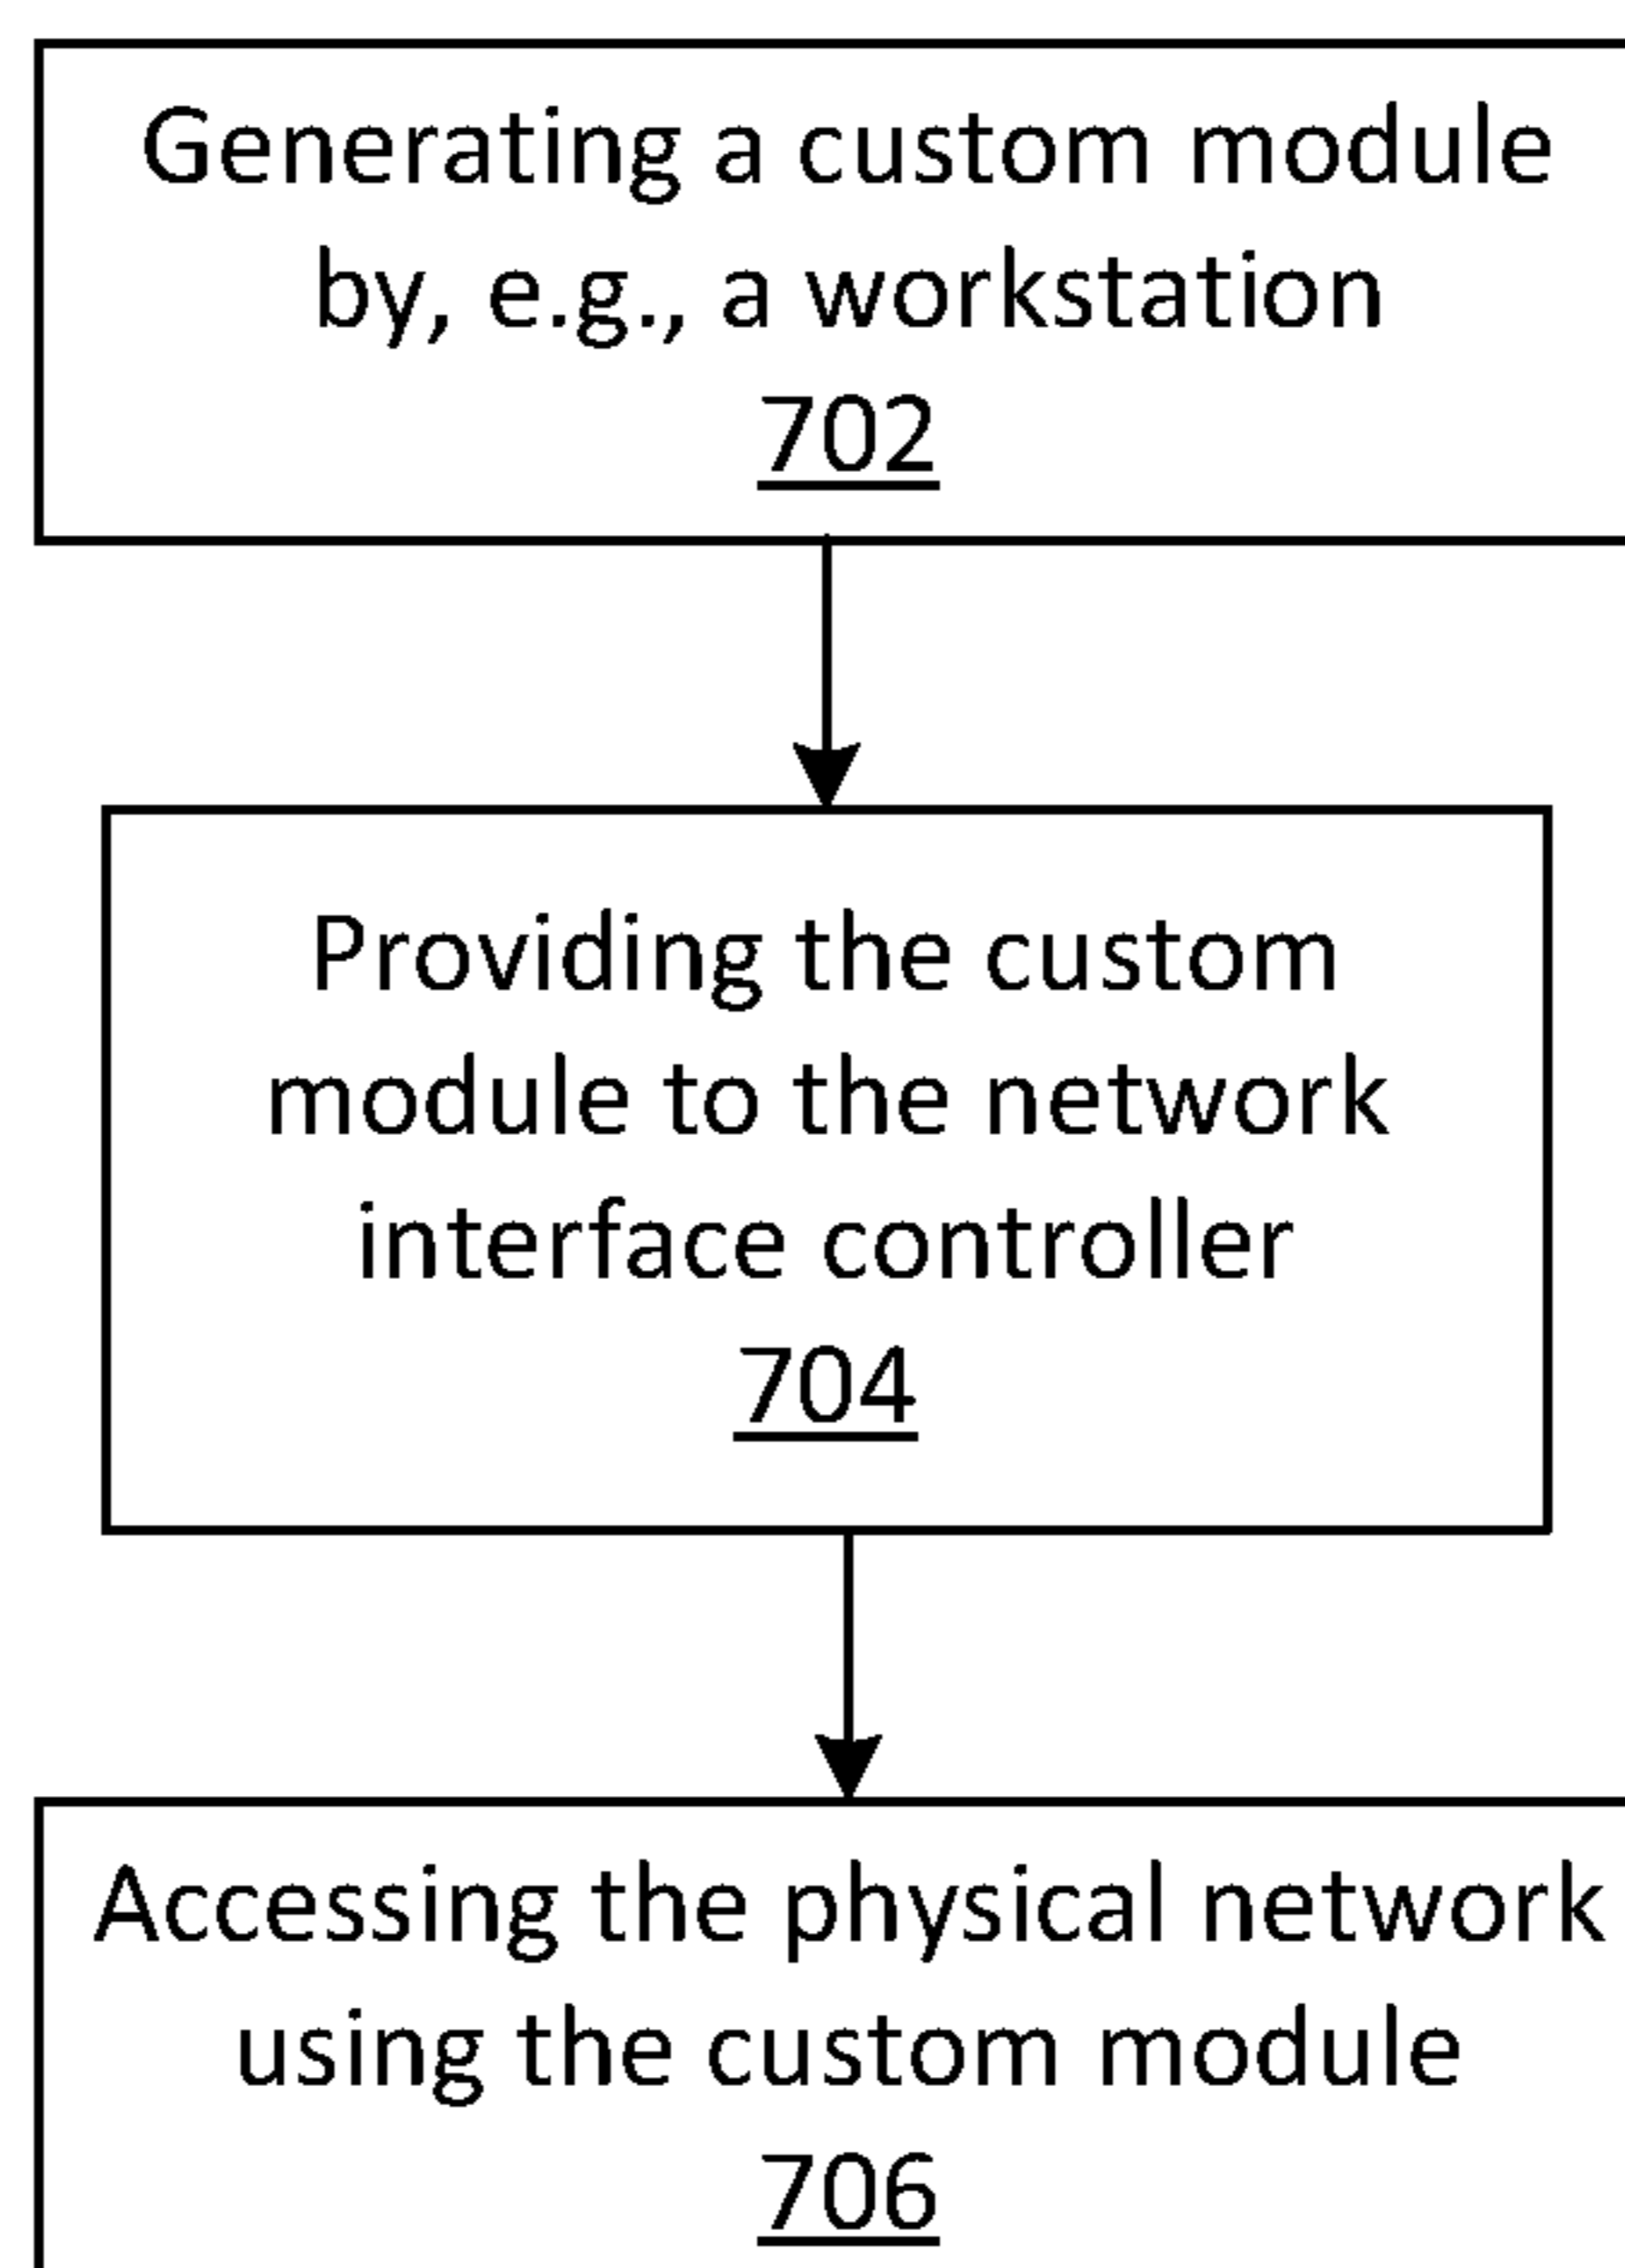 Generating a custom module
by, e.g., a workstation
702
Providing the custom
module to the network
interface controller
704
Accessing the physical network
using the custom module
706